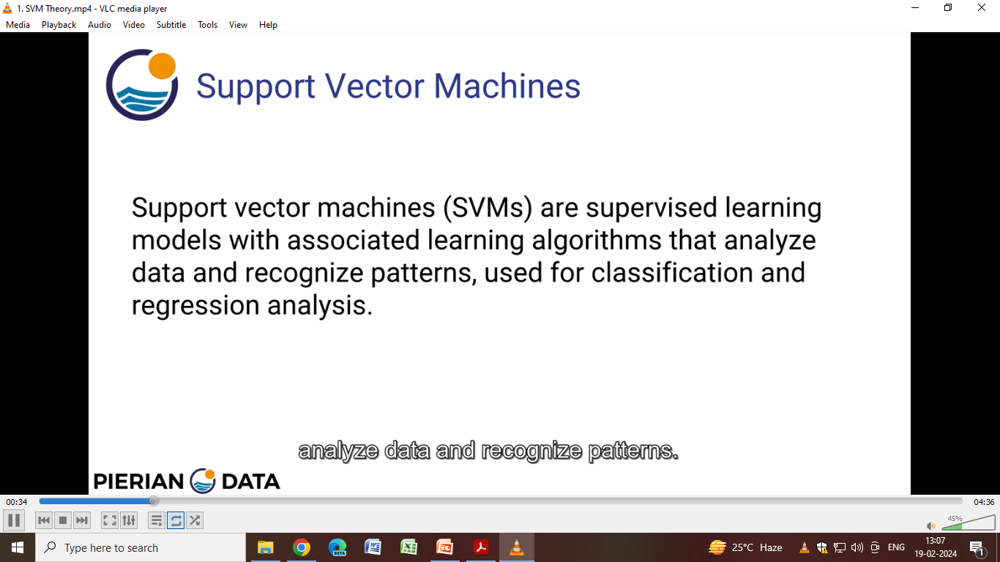 1. SVM Theory.mp4 - VLC media player
Media Playback Audio Video Subtitle Tools View Help
Support Vector Machines
Support vector machines (SVMs) are supervised learning
models with associated learning algorithms that analyze
data and recognize patterns, used for classification and
regression analysis.
analyze data and recognize patterns.
PIERIAN DATA
00:34
04:36
45%
Type here to search
BETA
25°C Haze
ENG
13:07
19-02-2024
1